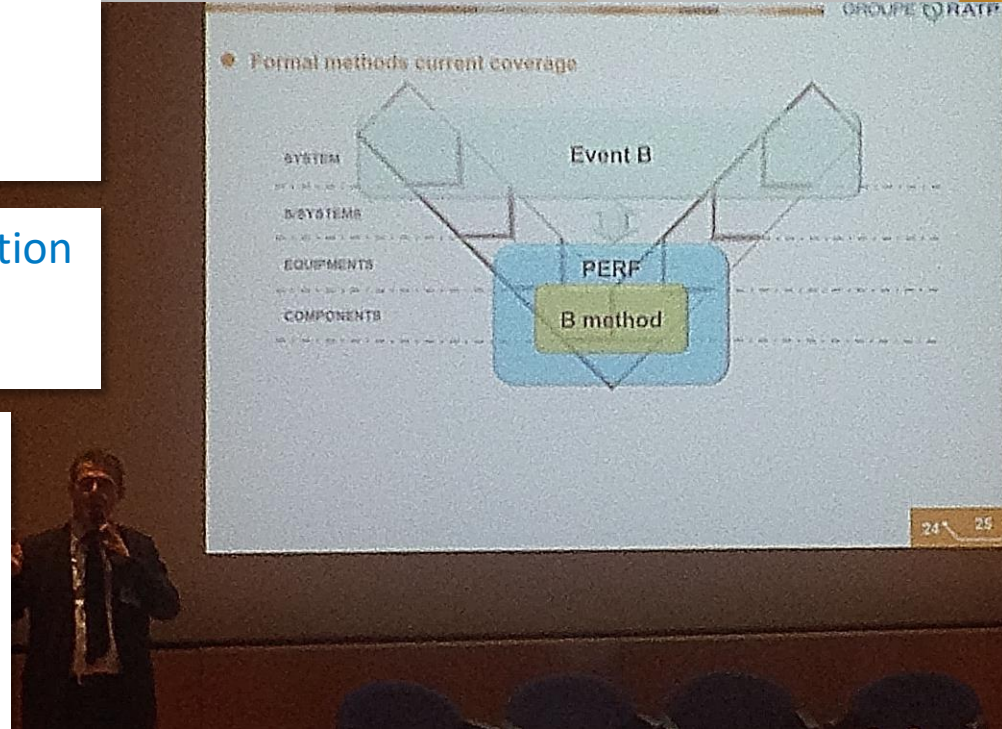 GROUPE RATP
Formal methods current coverage
SYSTEM
Event B
S/SYSTEMS
tion
EQUIPMENTS
PERF
COMPONENTS
B method
24 25